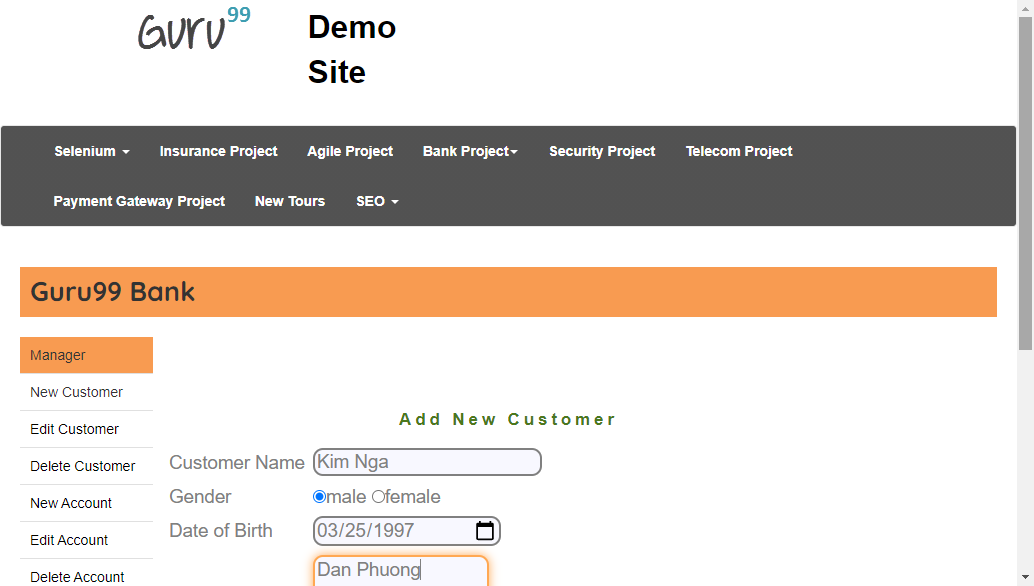 Guru99
Demo
Site
Selenium Insurance Project Agile Project Bank Project Security Project Telecom Project
Payment Gateway Project New Tours SEO
Guru99 Bank
Manager
New Customer
Edit Customer
Delete Customer
New Account
Edit Account
Delete Account
Add New Customer
Customer Name Kim Nga
Gender male female
Date of Birth 03/25/1997
Dan Phuong